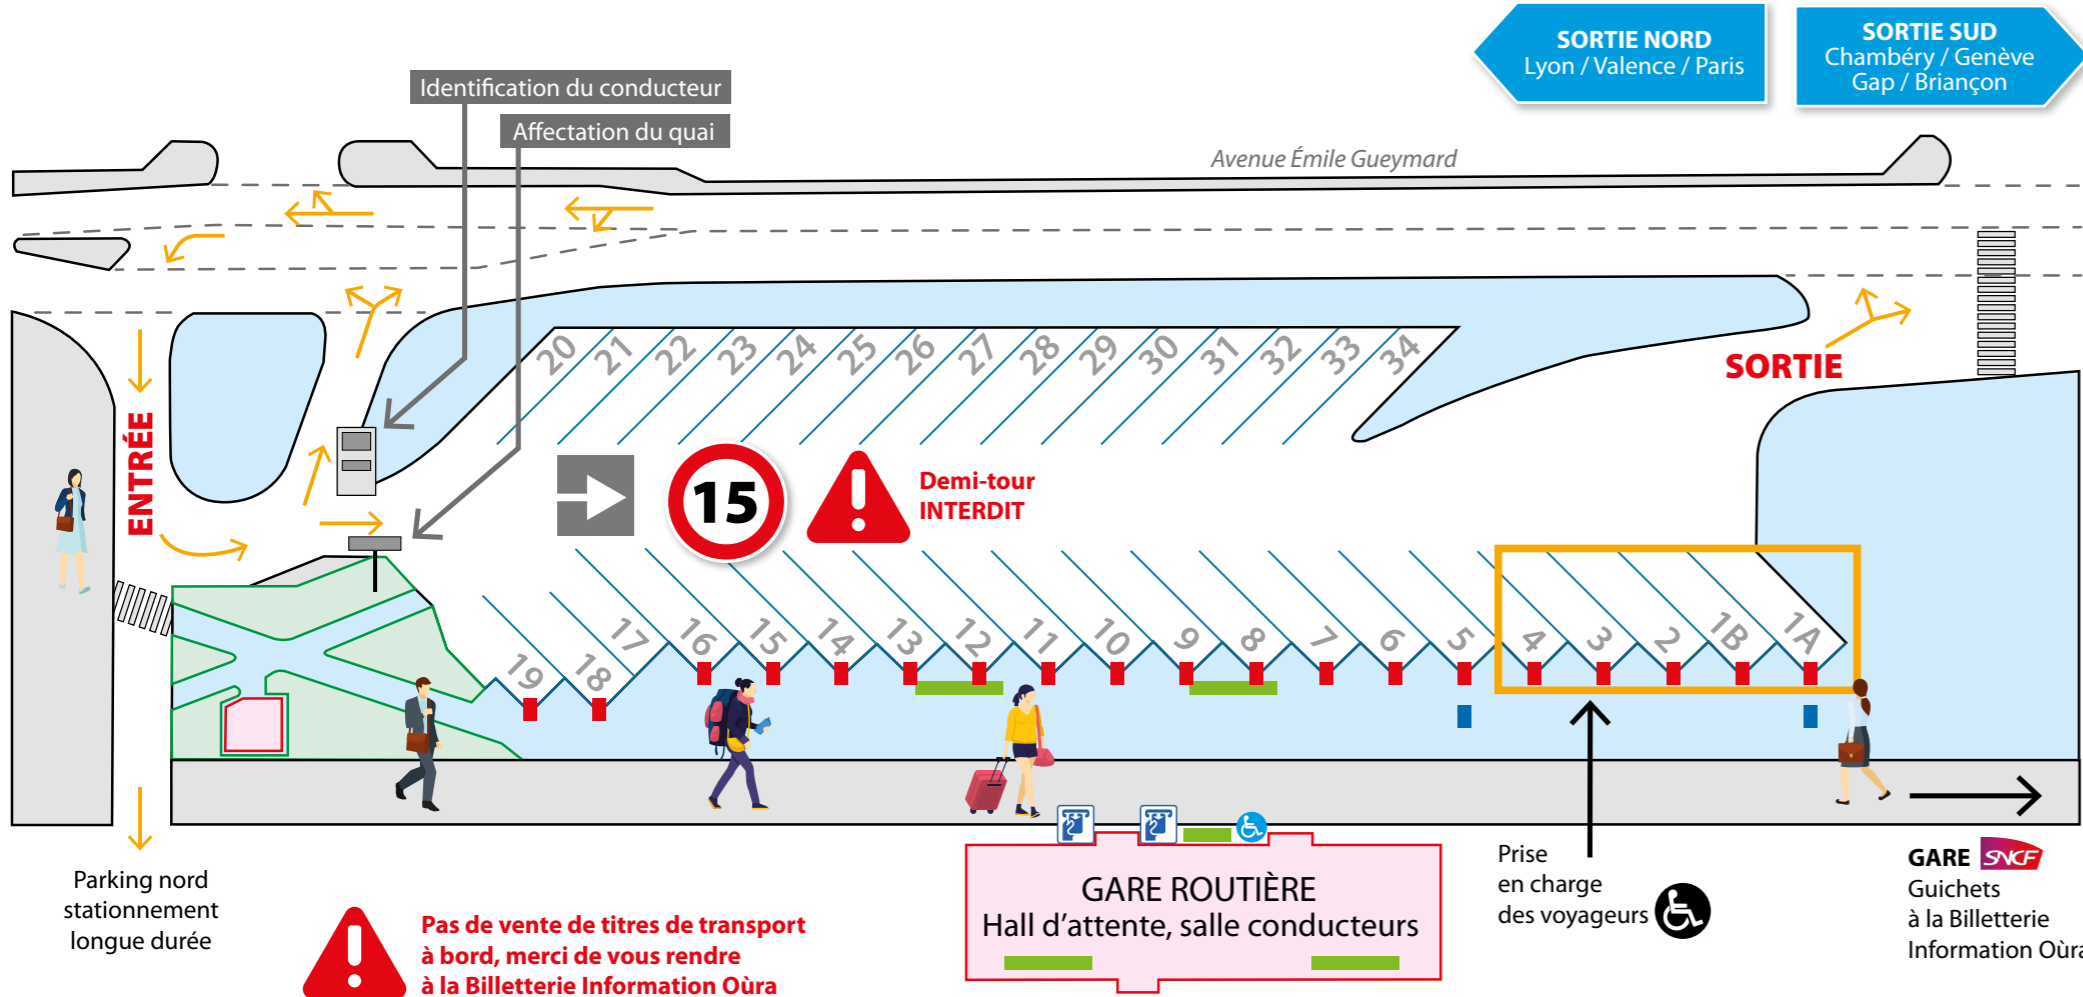 SORTIE NORD
Lyon / Valence / Paris
SORTIE SUD
Chambéry / Genève
Gap / Briançon
Identification du conducteur
Affectation du quai
Avenue Émile Gueymard
20 21 22 23 24 25 26 27 28 29 30 31 32 33 34
SORTIE
ENTRÉE
15
Demi-tour
INTERDIT
19 18 17 16 15 14 13 12 11 10 9 8 7 6 5 4 3 2 1B 1A
Parking nord
stationnement
longue durée
Pas de vente de titres de transport
à bord, merci de vous rendre
à la Billetterie Information Oùra
GARE ROUTIÈRE
Hall d'attente, salle conducteurs
Prise
en charge
des voyageurs
GARE SNCF
Guichets
à la Billetterie
Information Oùra